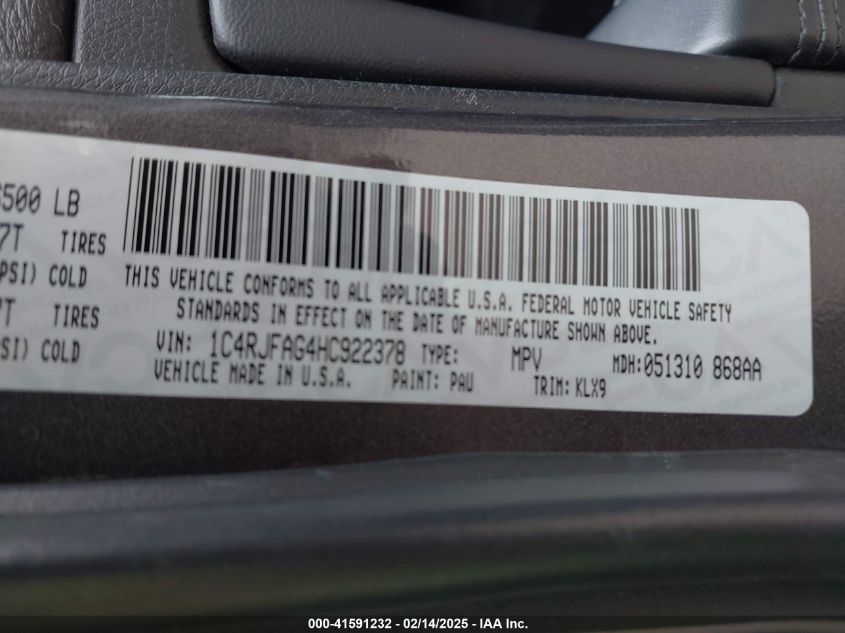 6500 LB
7T TIRES
PSI) COLD
7T TIRES
SI) COLD
THIS VEHICLE CONFORMS TO ALL APPLICABLE U.S.A. FEDERAL MOTOR VEHICLE SAFETY
STANDARDS IN EFFECT ON THE DATE OF MANUFACTURE SHOWN ABOVE.
VIN: 1C4RJFAG4HC922378 TYPE: MPV MDH:051310 868AA
VEHICLE MADE IN U.S.A. PAINT: PAU TRIM: KLX9
000-41591232 - 02/14/2025 - IAA Inc.